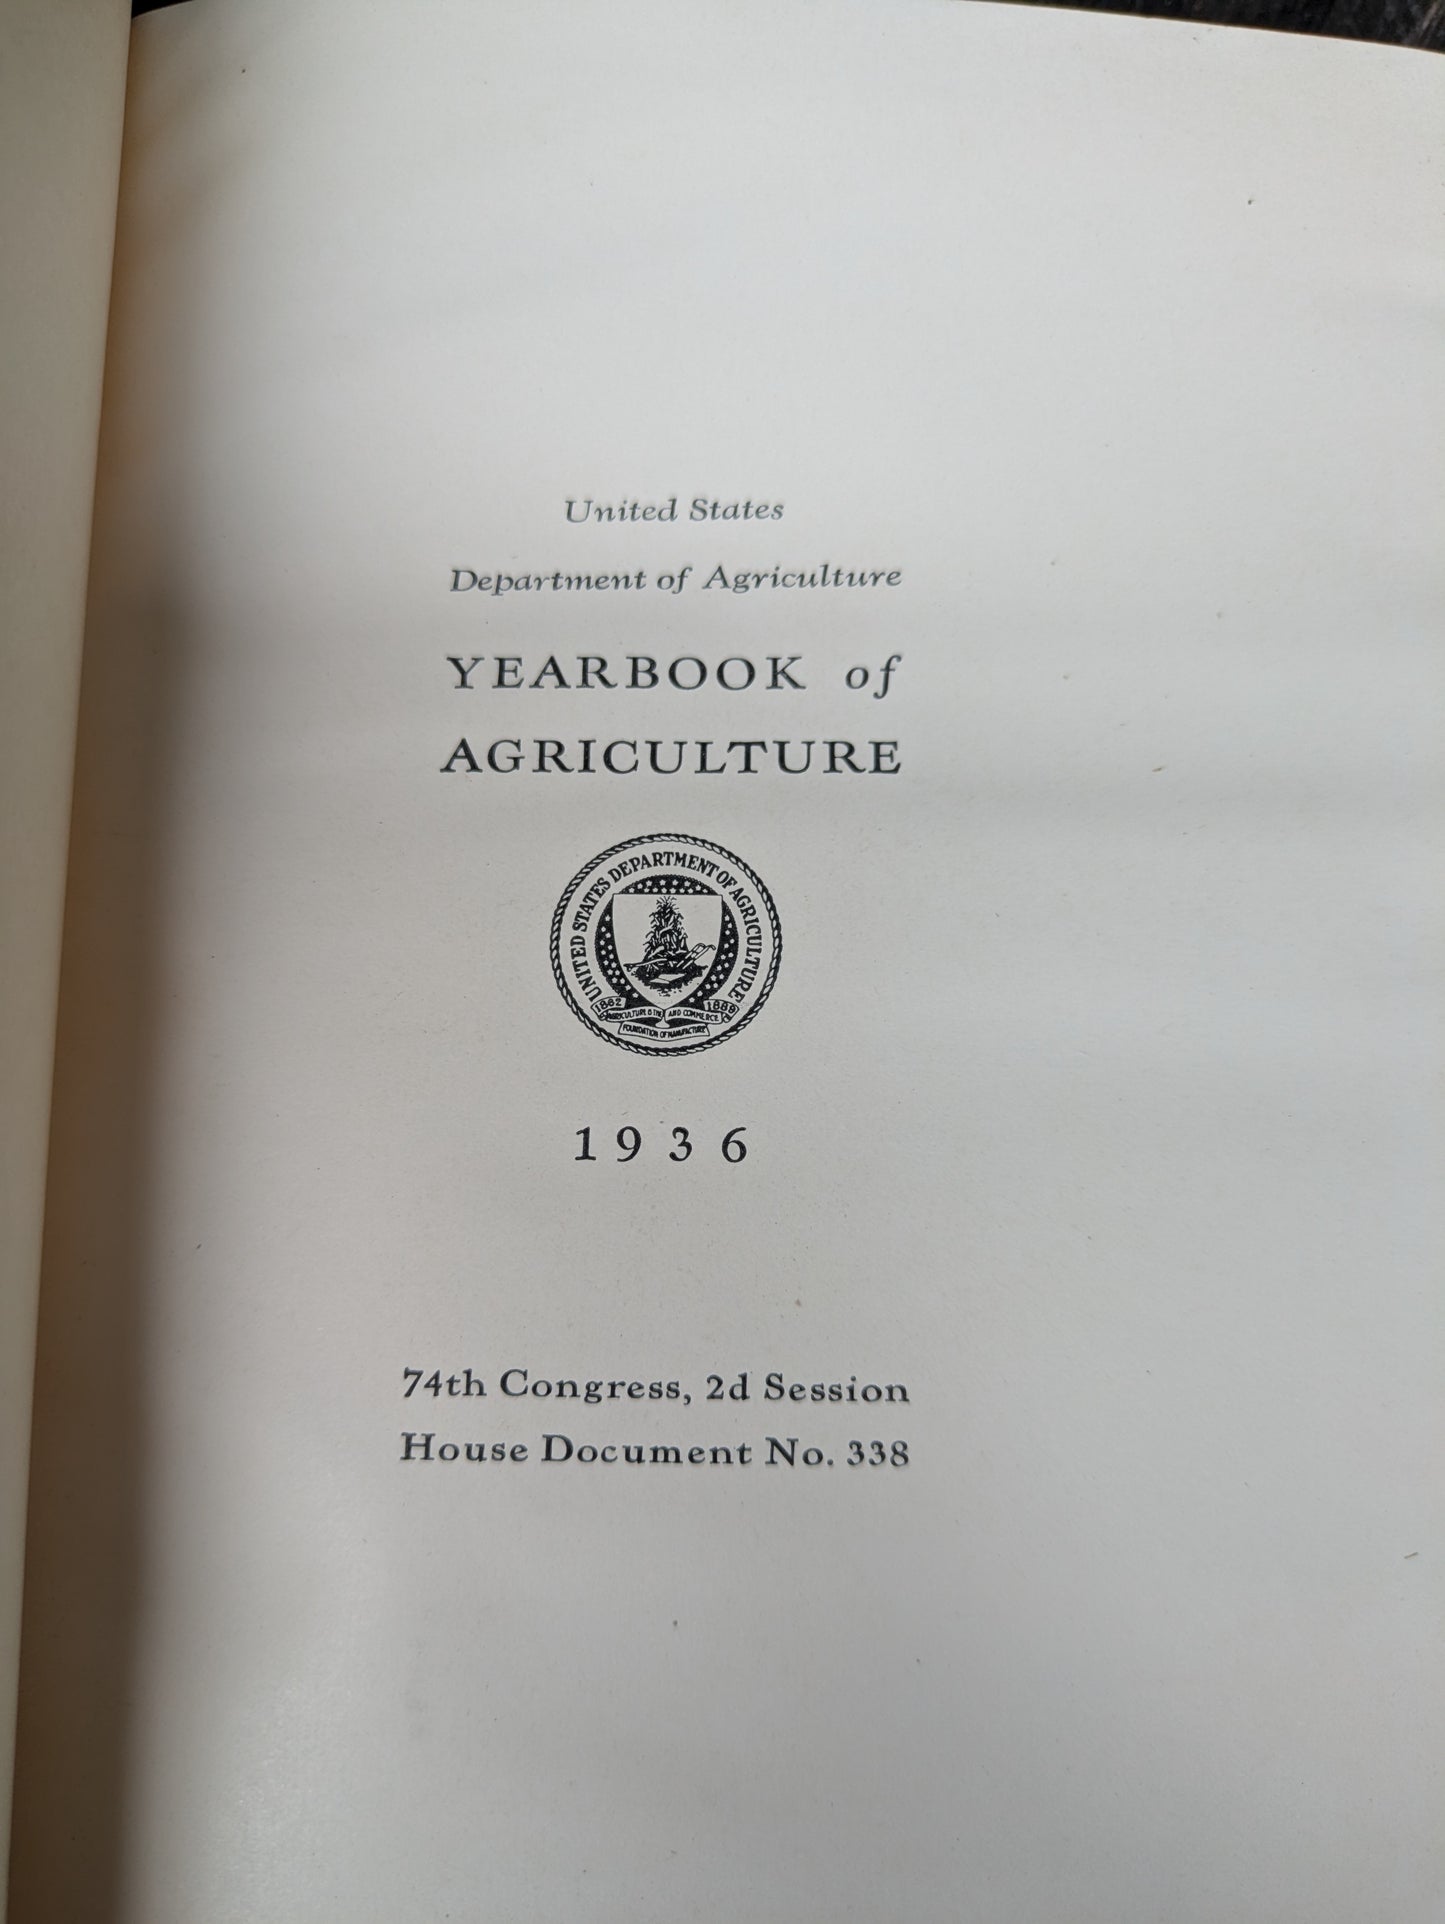 United States
Department of Agriculture
YEARBOOK of
AGRICULTURE
UNITED STATES DEPARTMENT OF AGRICULTURE
1862 1889
AGRICULTURE IS THE AND COMMERCE
FOUNDATION OF MANUFACTURE
1936
74th Congress, 2d Session
House Document No. 338